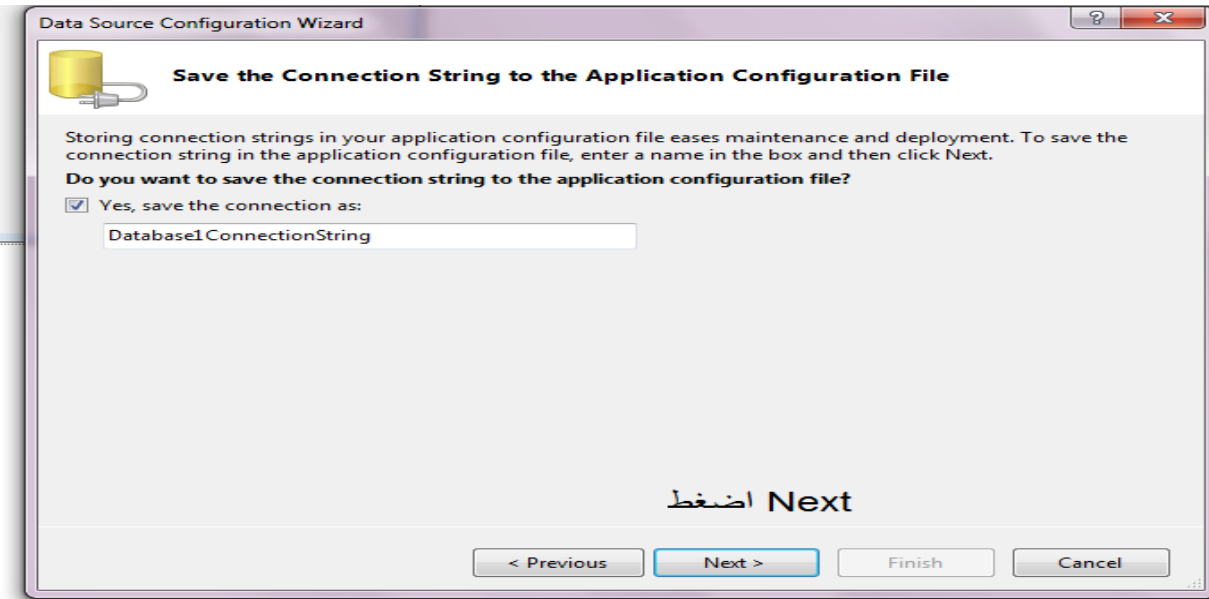 Data Source Configuration Wizard
Save the Connection String to the Application Configuration File
Storing connection strings in your application configuration file eases maintenance and deployment. To save the
connection string in the application configuration file, enter a name in the box and then click Next.
Do you want to save the connection string to the application configuration file?
Yes, save the connection as:
Database1ConnectionString
اضغط Next
< Previous
Next >
Finish
Cancel